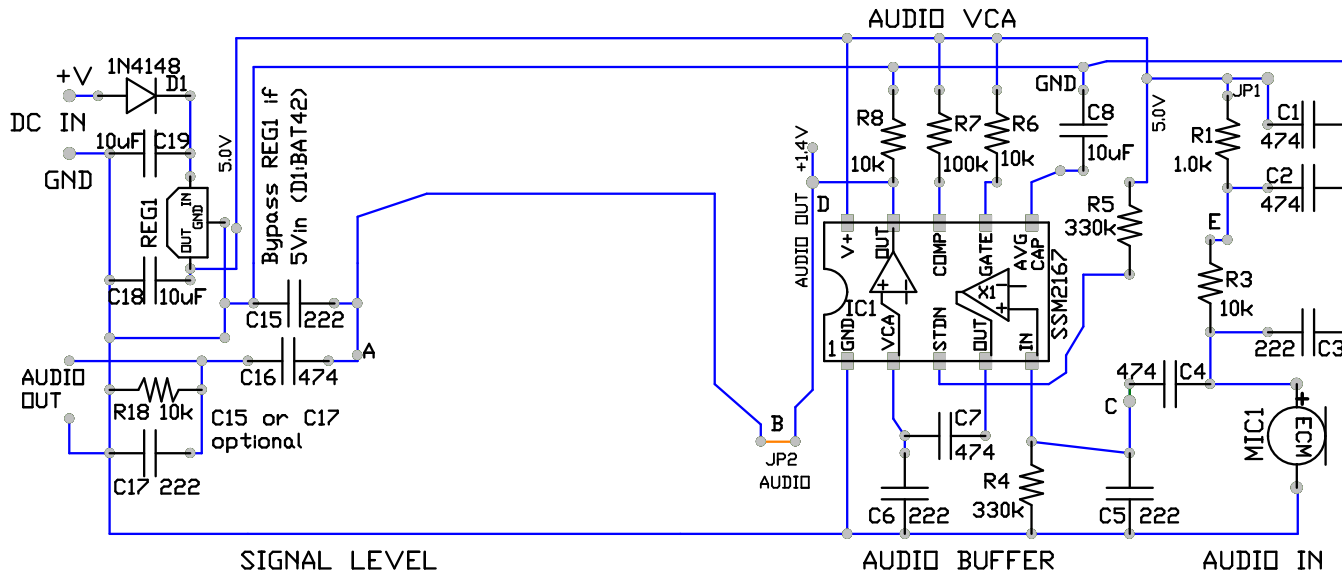 AUDIO VCA
1N4148
+V
D1
DC IN
10uF
C19
GND
REG1
IN
GND
OUT
5.0V
Bypass REG1 if
5Vin (D1:BAT42)
C18
10uF
C15
222
A
C16
474
AUDIO
OUT
R18 10k
C15 or C17
optional
C17 222
B
JP2
AUDIO
AUDIO OUT +1.4V
D
R8
10k
R7
100k
R6
10k
GND
C8
10uF
5.0V
R5
330k
V+
OUT
COMP
GATE
AVG
CAP
X1
IC1
SSM2167
1
GND
VCA
STDN
OUT
IN
C7
474
C6
222
R4
330k
C5
222
JP1
R1
1.0k
C1
474
C2
474
E
R3
10k
222
C3
474
C4
C
MIC1
+
ECM
SIGNAL LEVEL
AUDIO BUFFER
AUDIO IN